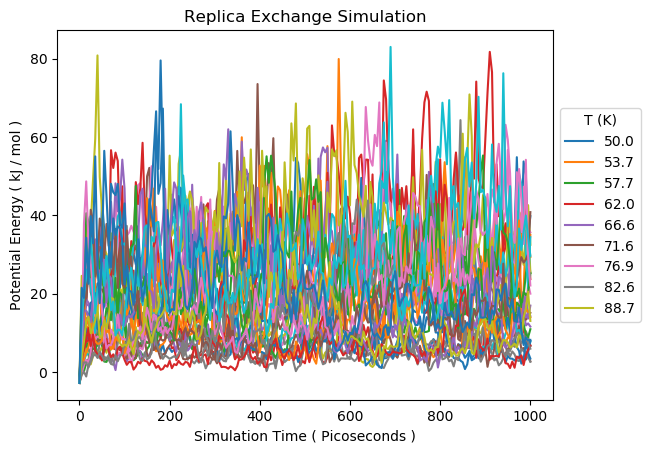 Replica Exchange Simulation
Potential Energy ( kJ / mol )
80
60
40
20
0
0 200 400 600 800 1000
Simulation Time ( Picoseconds )
T (K)
50.0
53.7
57.7
62.0
66.6
71.6
76.9
82.6
88.7